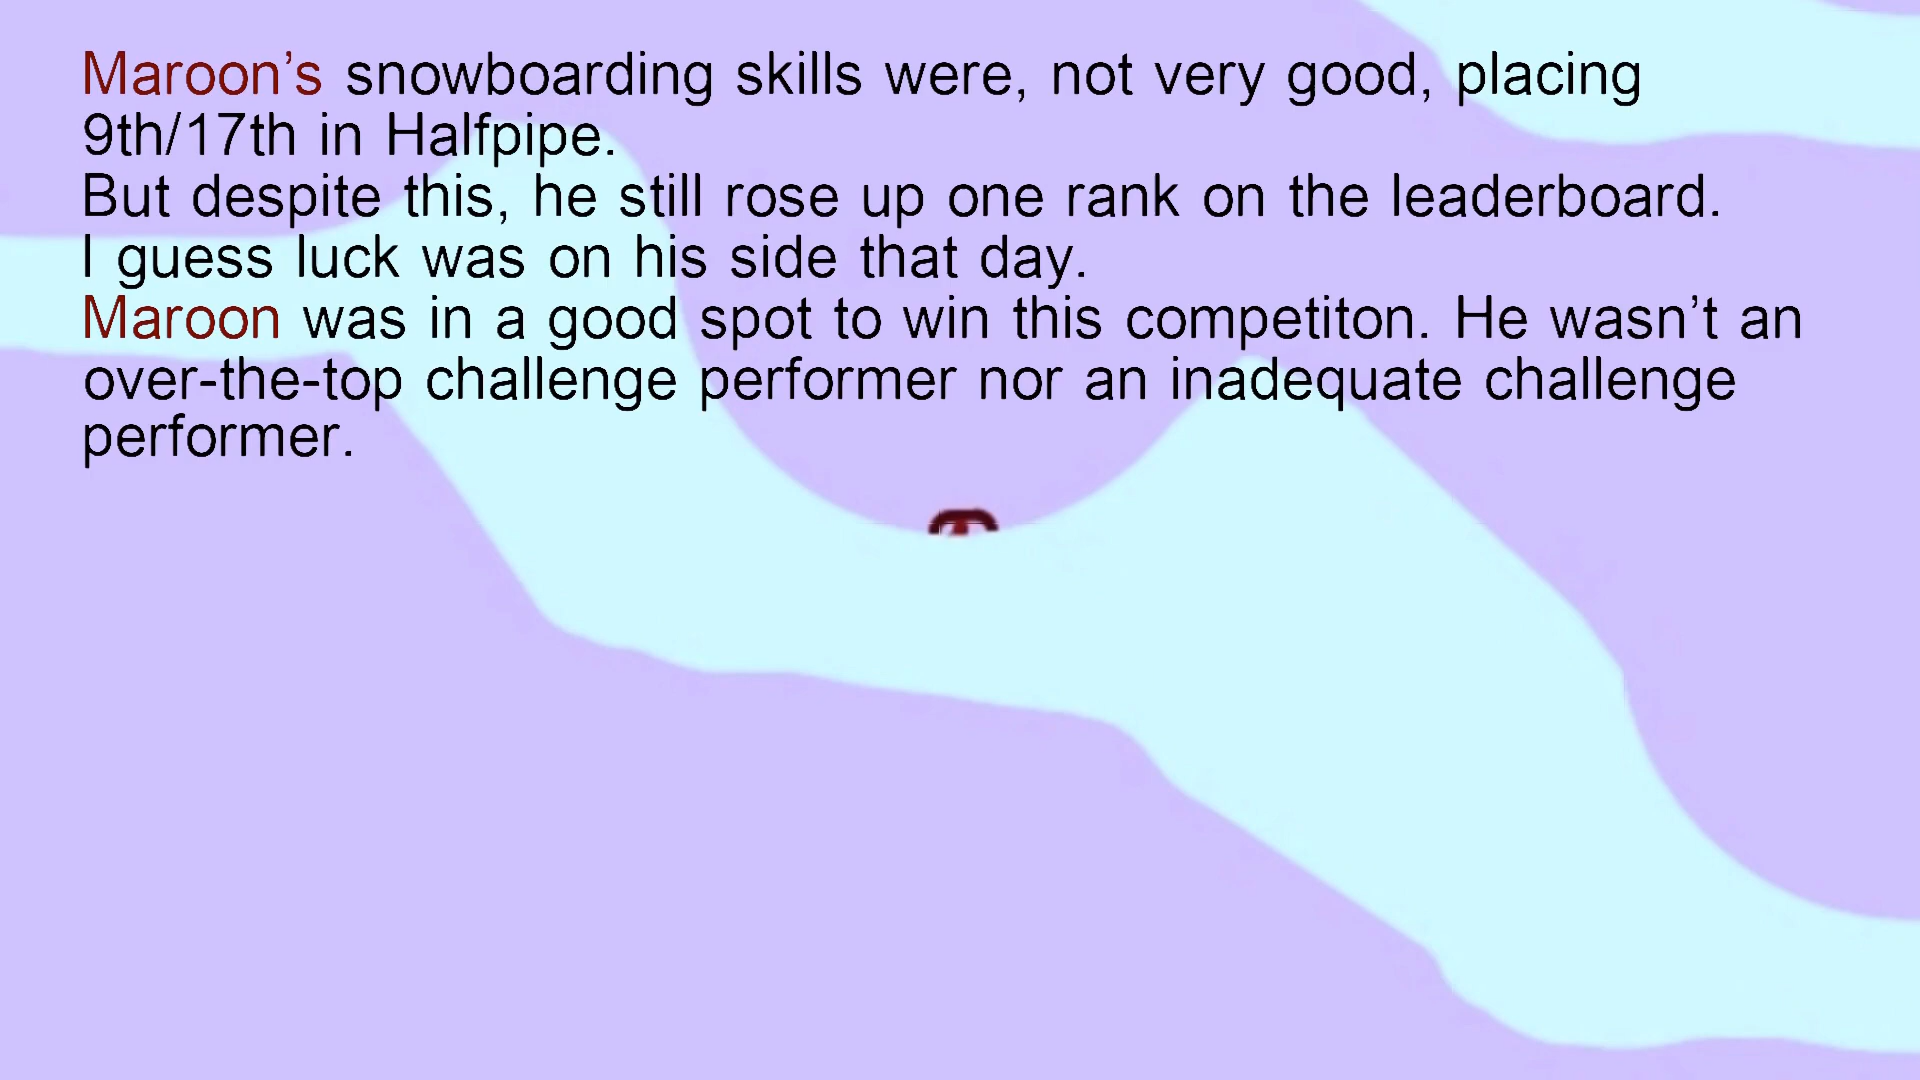 Maroon’s snowboarding skills were, not very good, placing
9th/17th in Halfpipe.
But despite this, he still rose up one rank on the leaderboard.
I guess luck was on his side that day.
Maroon was in a good spot to win this competiton. He wasn’t an
over-the-top challenge performer nor an inadequate challenge
performer.